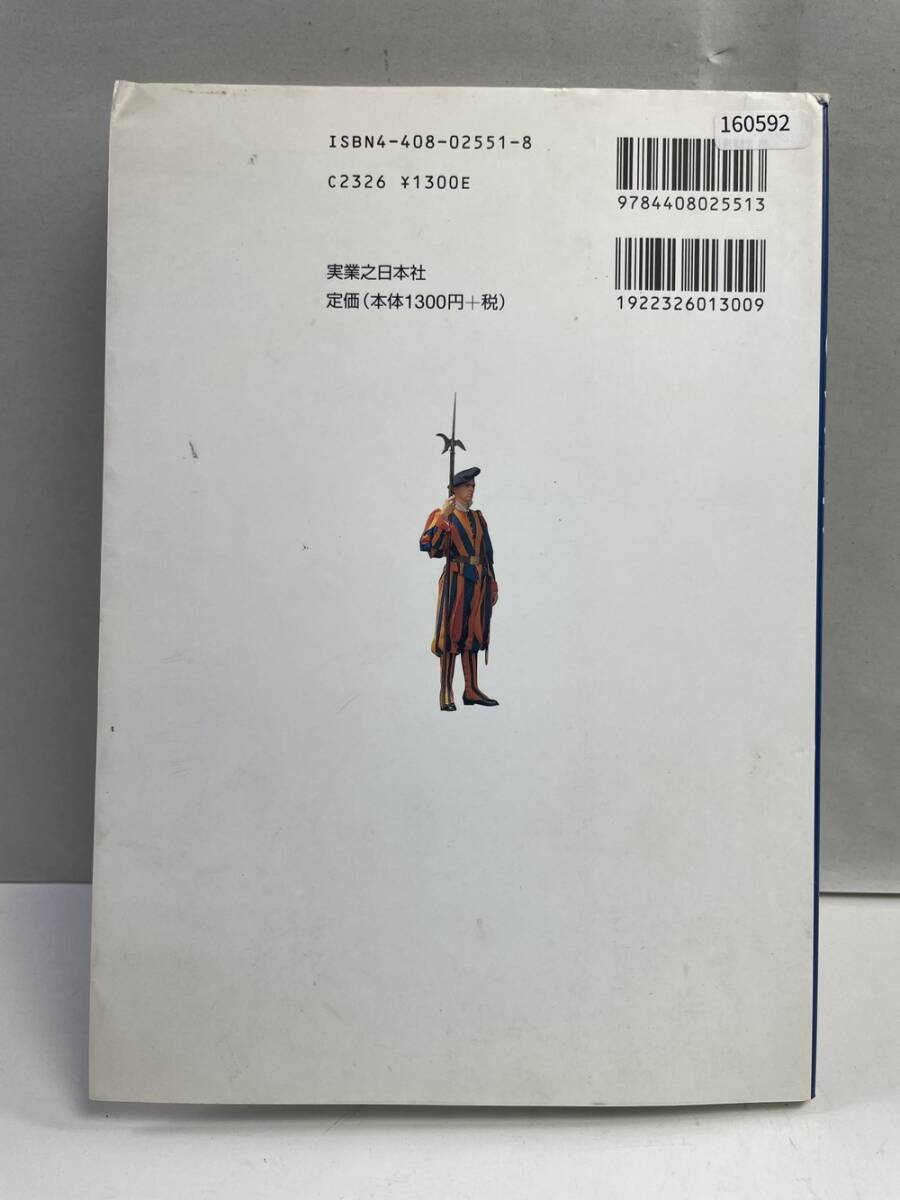 160592
ISBN4-408-02551-8
C2326 ¥1300E
9784408025513
実業之日本社
定価(本体1300円+税)
1922326013009